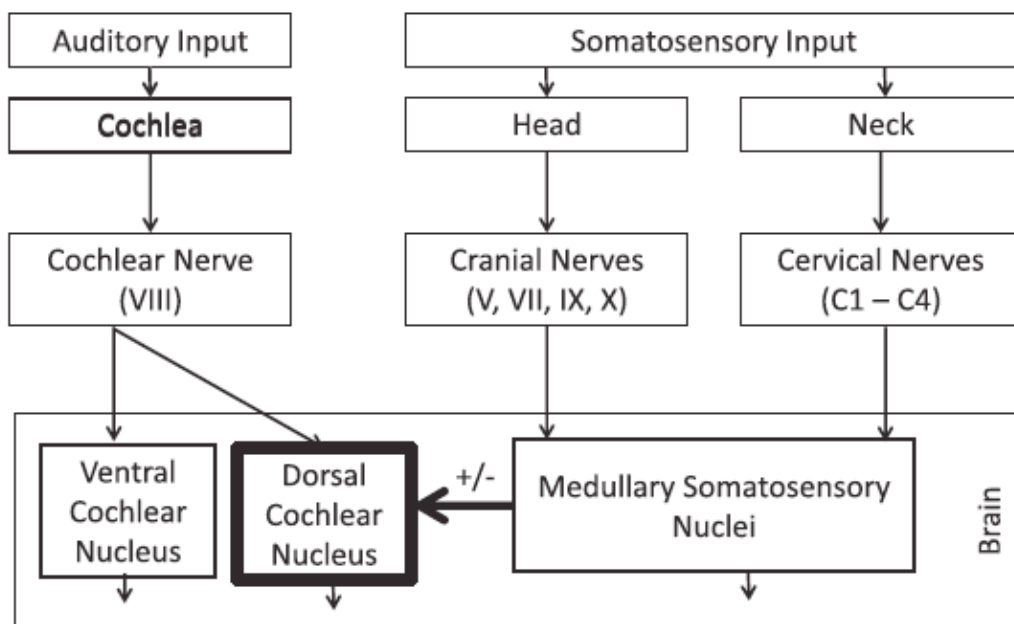 Auditory Input
Somatosensory Input
Cochlea
Head
Neck
Cochlear Nerve
(VIII)
Cranial Nerves
(V, VII, IX, X)
Cervical Nerves
(C1 – C4)
Ventral
Cochlear
Nucleus
Dorsal
Cochlear
Nucleus
+/-
Medullary Somatosensory
Nuclei
Brain